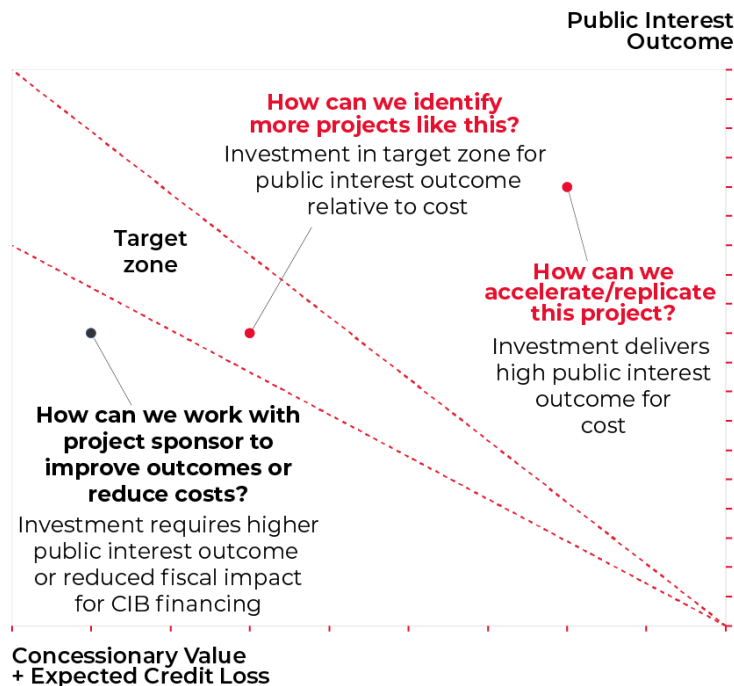 Public Interest
Outcome
How can we identify
more projects like this?
Investment in target zone for
public interest outcome
relative to cost
Target
zone
How can we
accelerate/replicate
this project?
Investment delivers
high public interest
outcome for
cost
How can we work with
project sponsor to
improve outcomes or
reduce costs?
Investment requires higher
public interest outcome
or reduced fiscal impact
for CIB financing
Concessionary Value
+ Expected Credit Loss